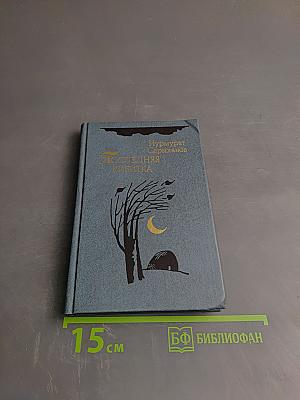 Нурмурат
Сарыханов
ПОСЛЕДНЯЯ
КИБИТКА
15 см
БФ БИБЛИОФАН